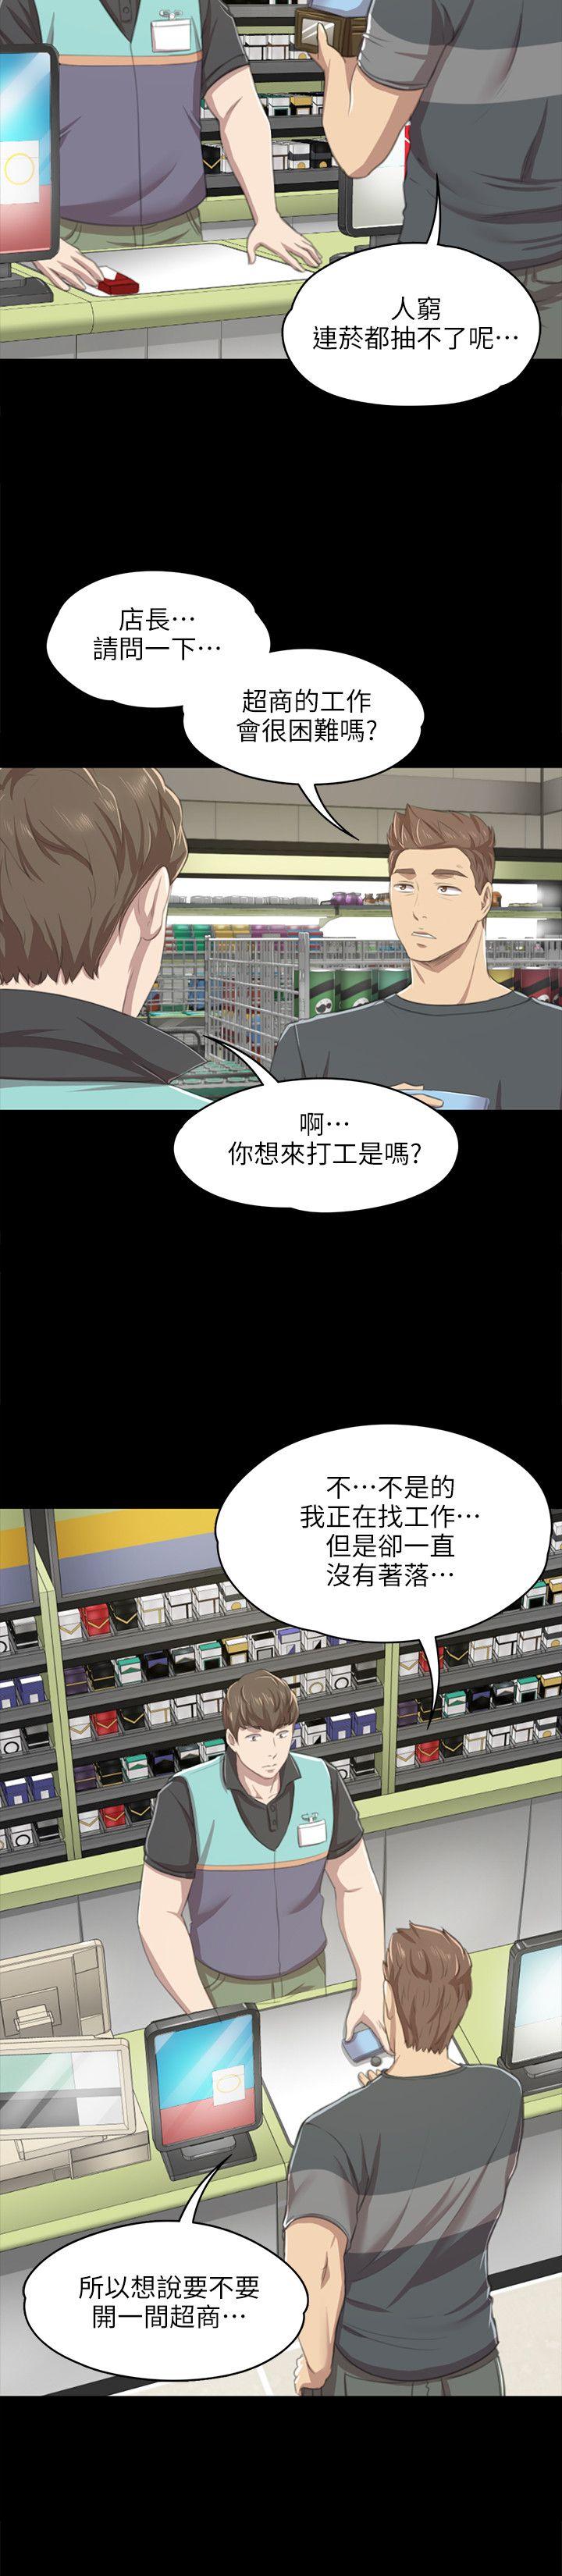 人窮
連菸都抽不了呢⋯
店長⋯
請問一下⋯
超商的工作
會很困難嗎?
啊⋯
你想來打工是嗎?
不⋯不是的
我正在找工作⋯
但是卻一直
沒有著落⋯
所以想說要不要
開一間超商⋯